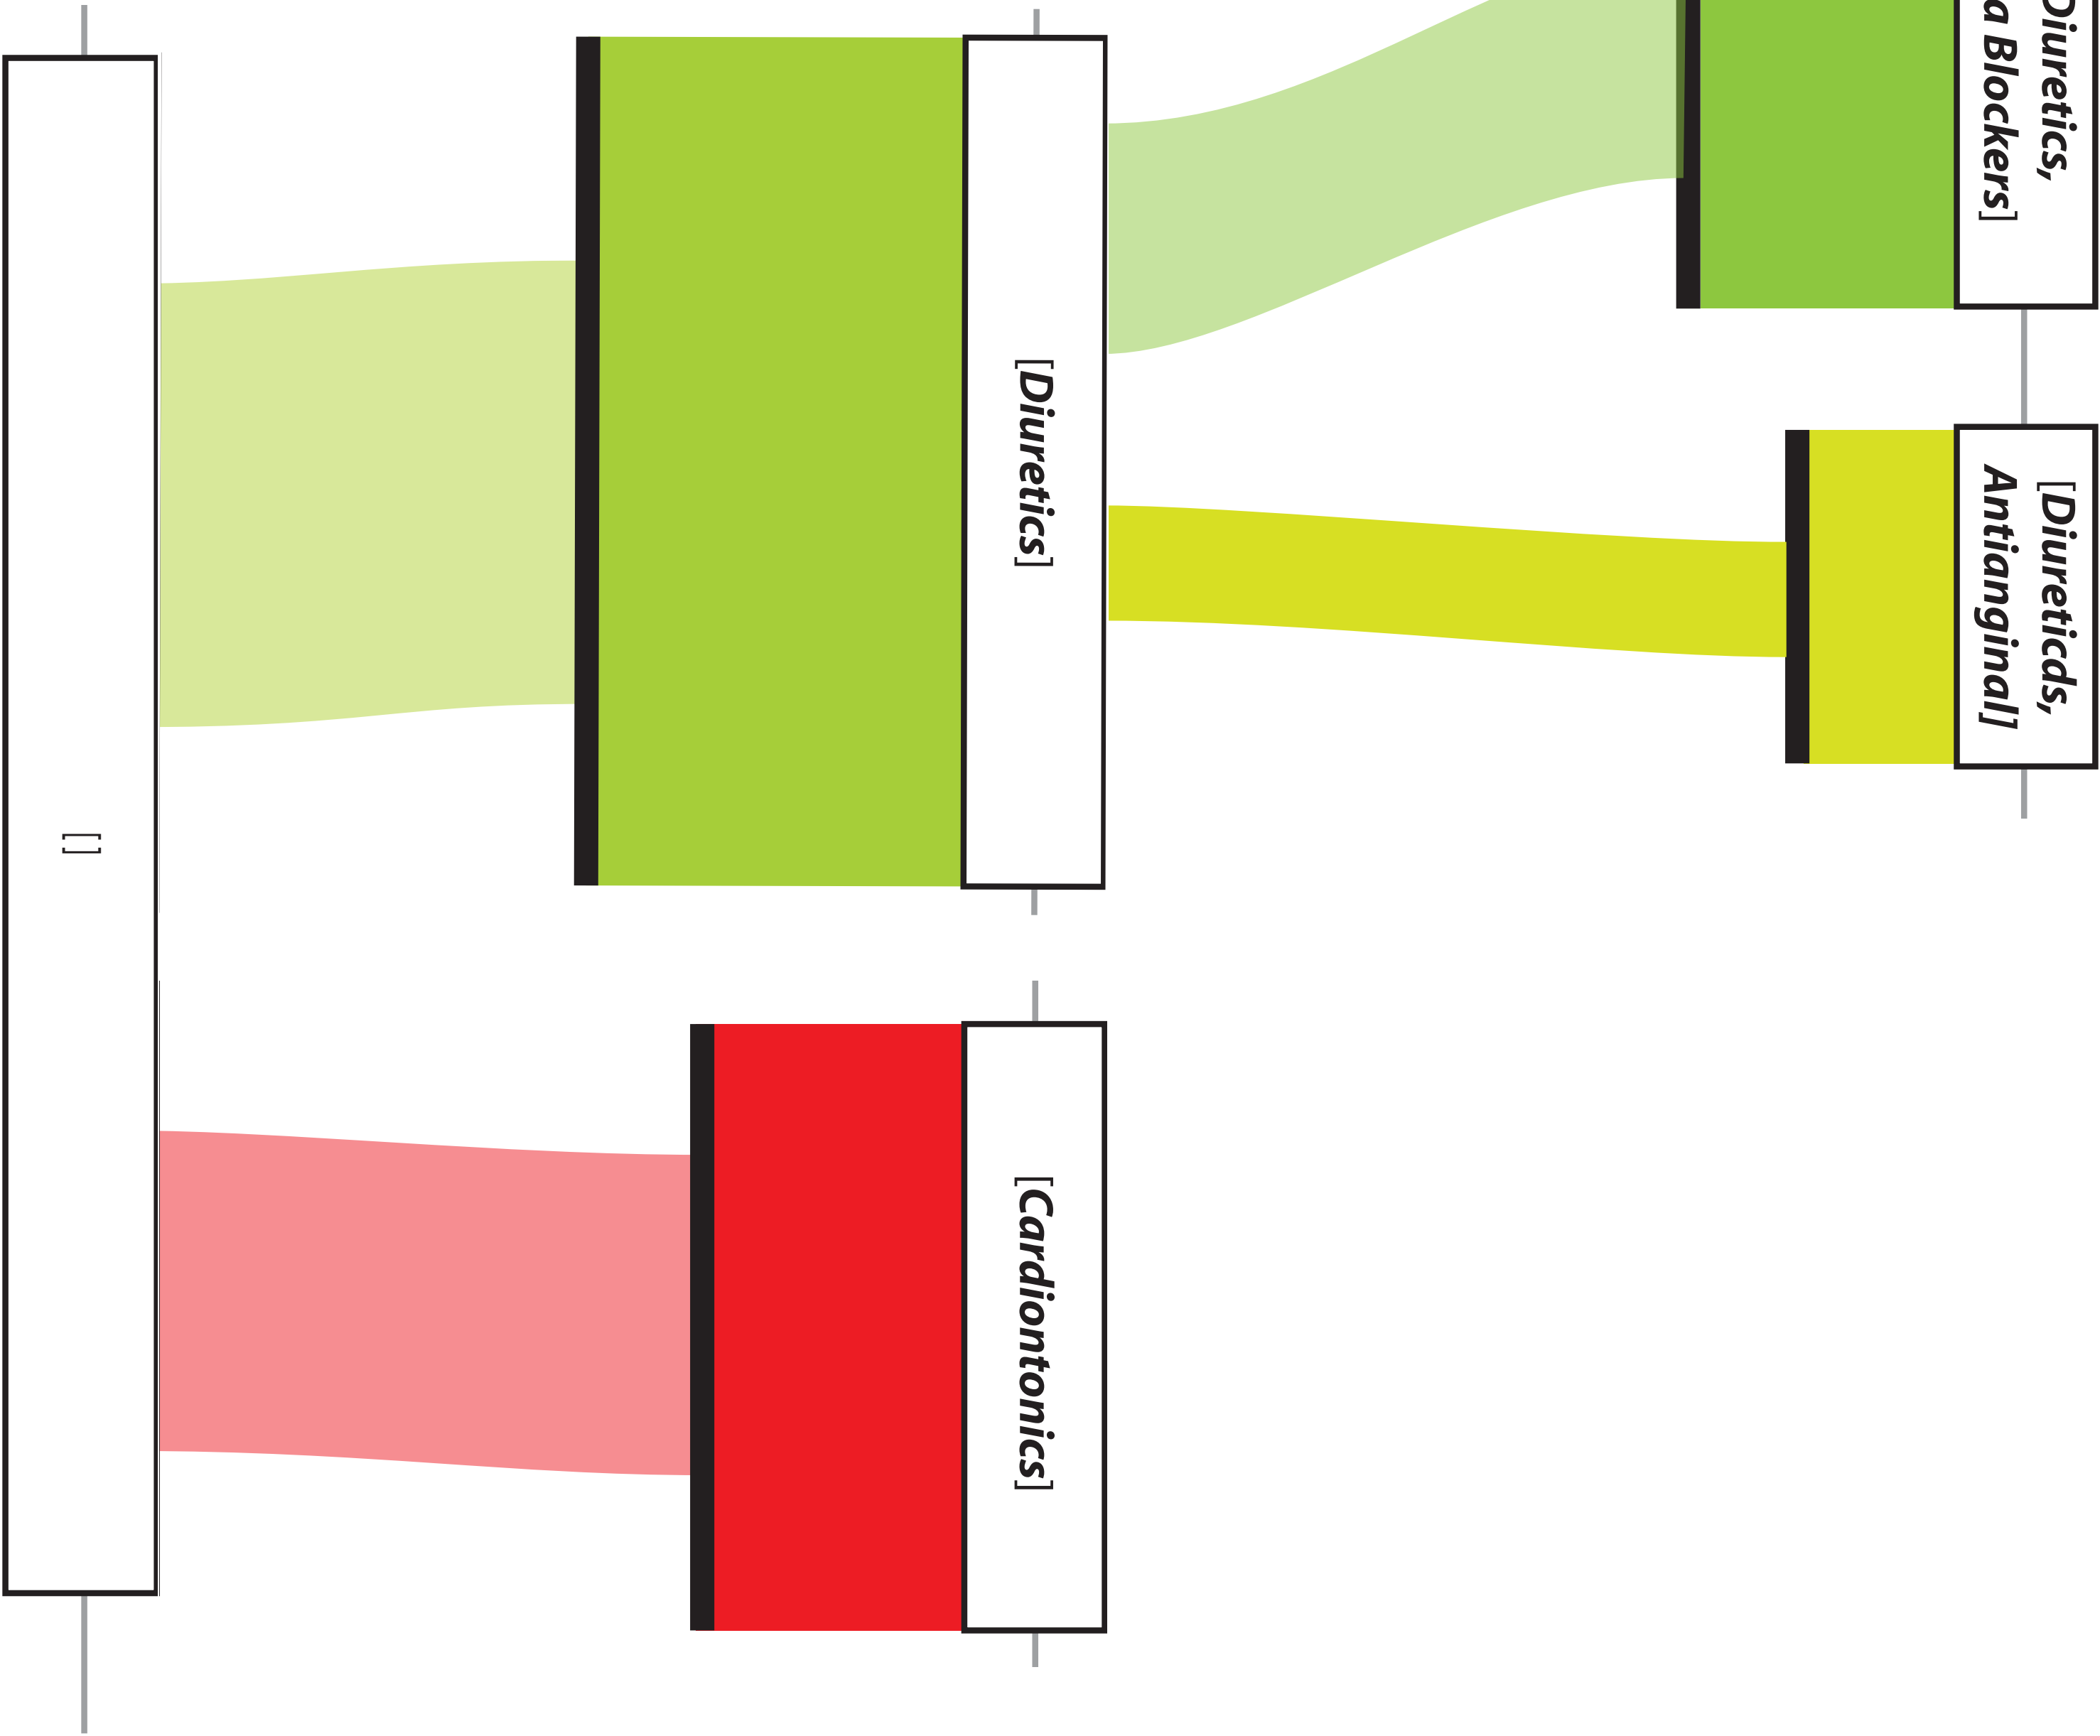 []
[Diuretics]
[Cardiontonics]
Diuretics,
a Blockers]
[Diureticds,
Antianginal]